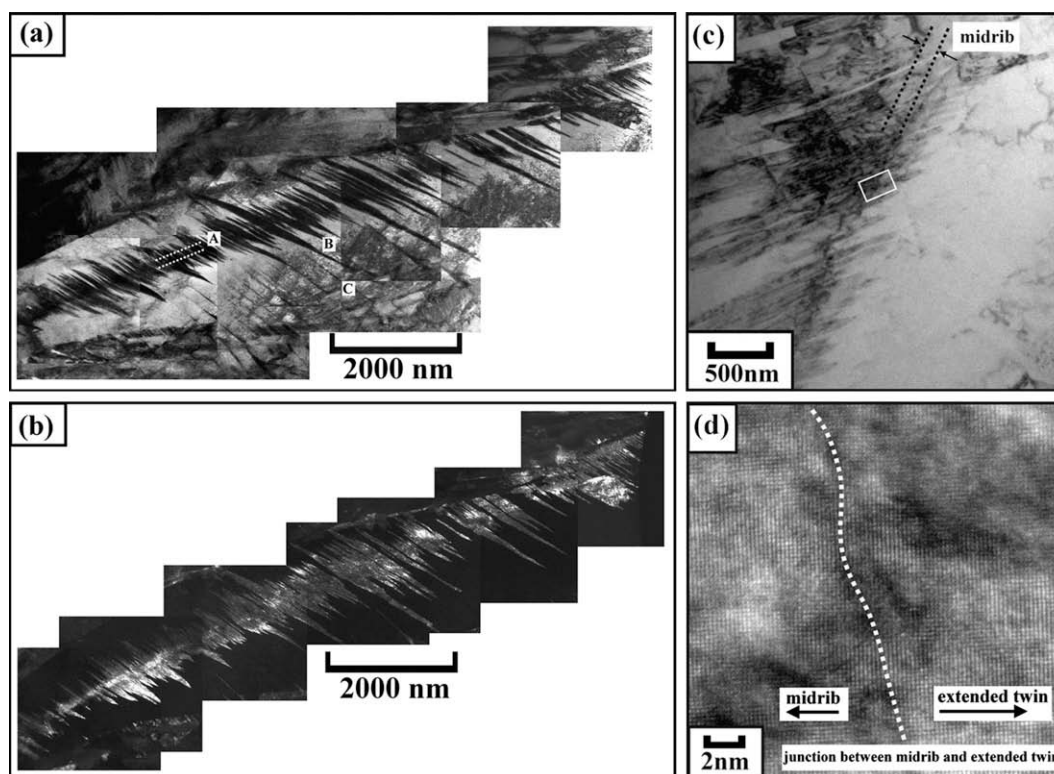 (a)
A
B
C
2000 nm
(b)
2000 nm
(c)
midrib
500nm
(d)
midrib
extended twin
2nm
junction between midrib and extended twin